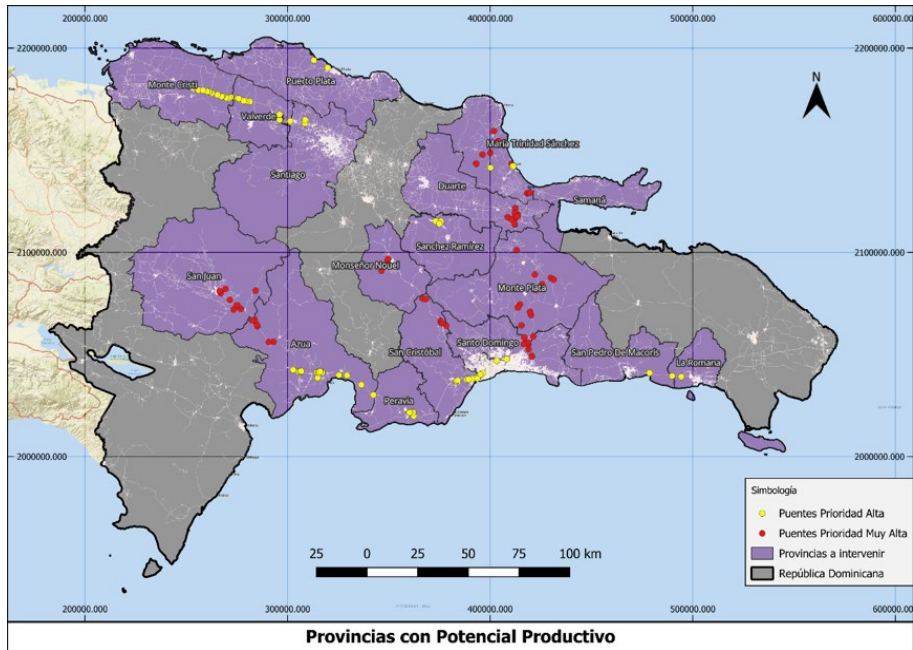 200000.000 300000.000 400000.000 500000.000 600000.000
2200000.000 2200000.000
N
Puerto Plata
Monte Cristi
Valverde
María Trinidad Sánchez
Santiago
Duarte
Samaná
Sanchez Ramírez
2100000.000 2100000.000
Monseñor Nouel
San Juan
Monte Plata
Azua
San Cristóbal
Santo Domingo
San Pedro De Macorís
La Romana
Peravia
2000000.000 2000000.000
Simbología
Puentes Prioridad Alta
Puentes Prioridad Muy Alta
Provincias a intervenir
República Dominicana
25 0 25 50 75 100 km
200000.000 300000.000 400000.000 500000.000 600000.000
Provincias con Potencial Productivo